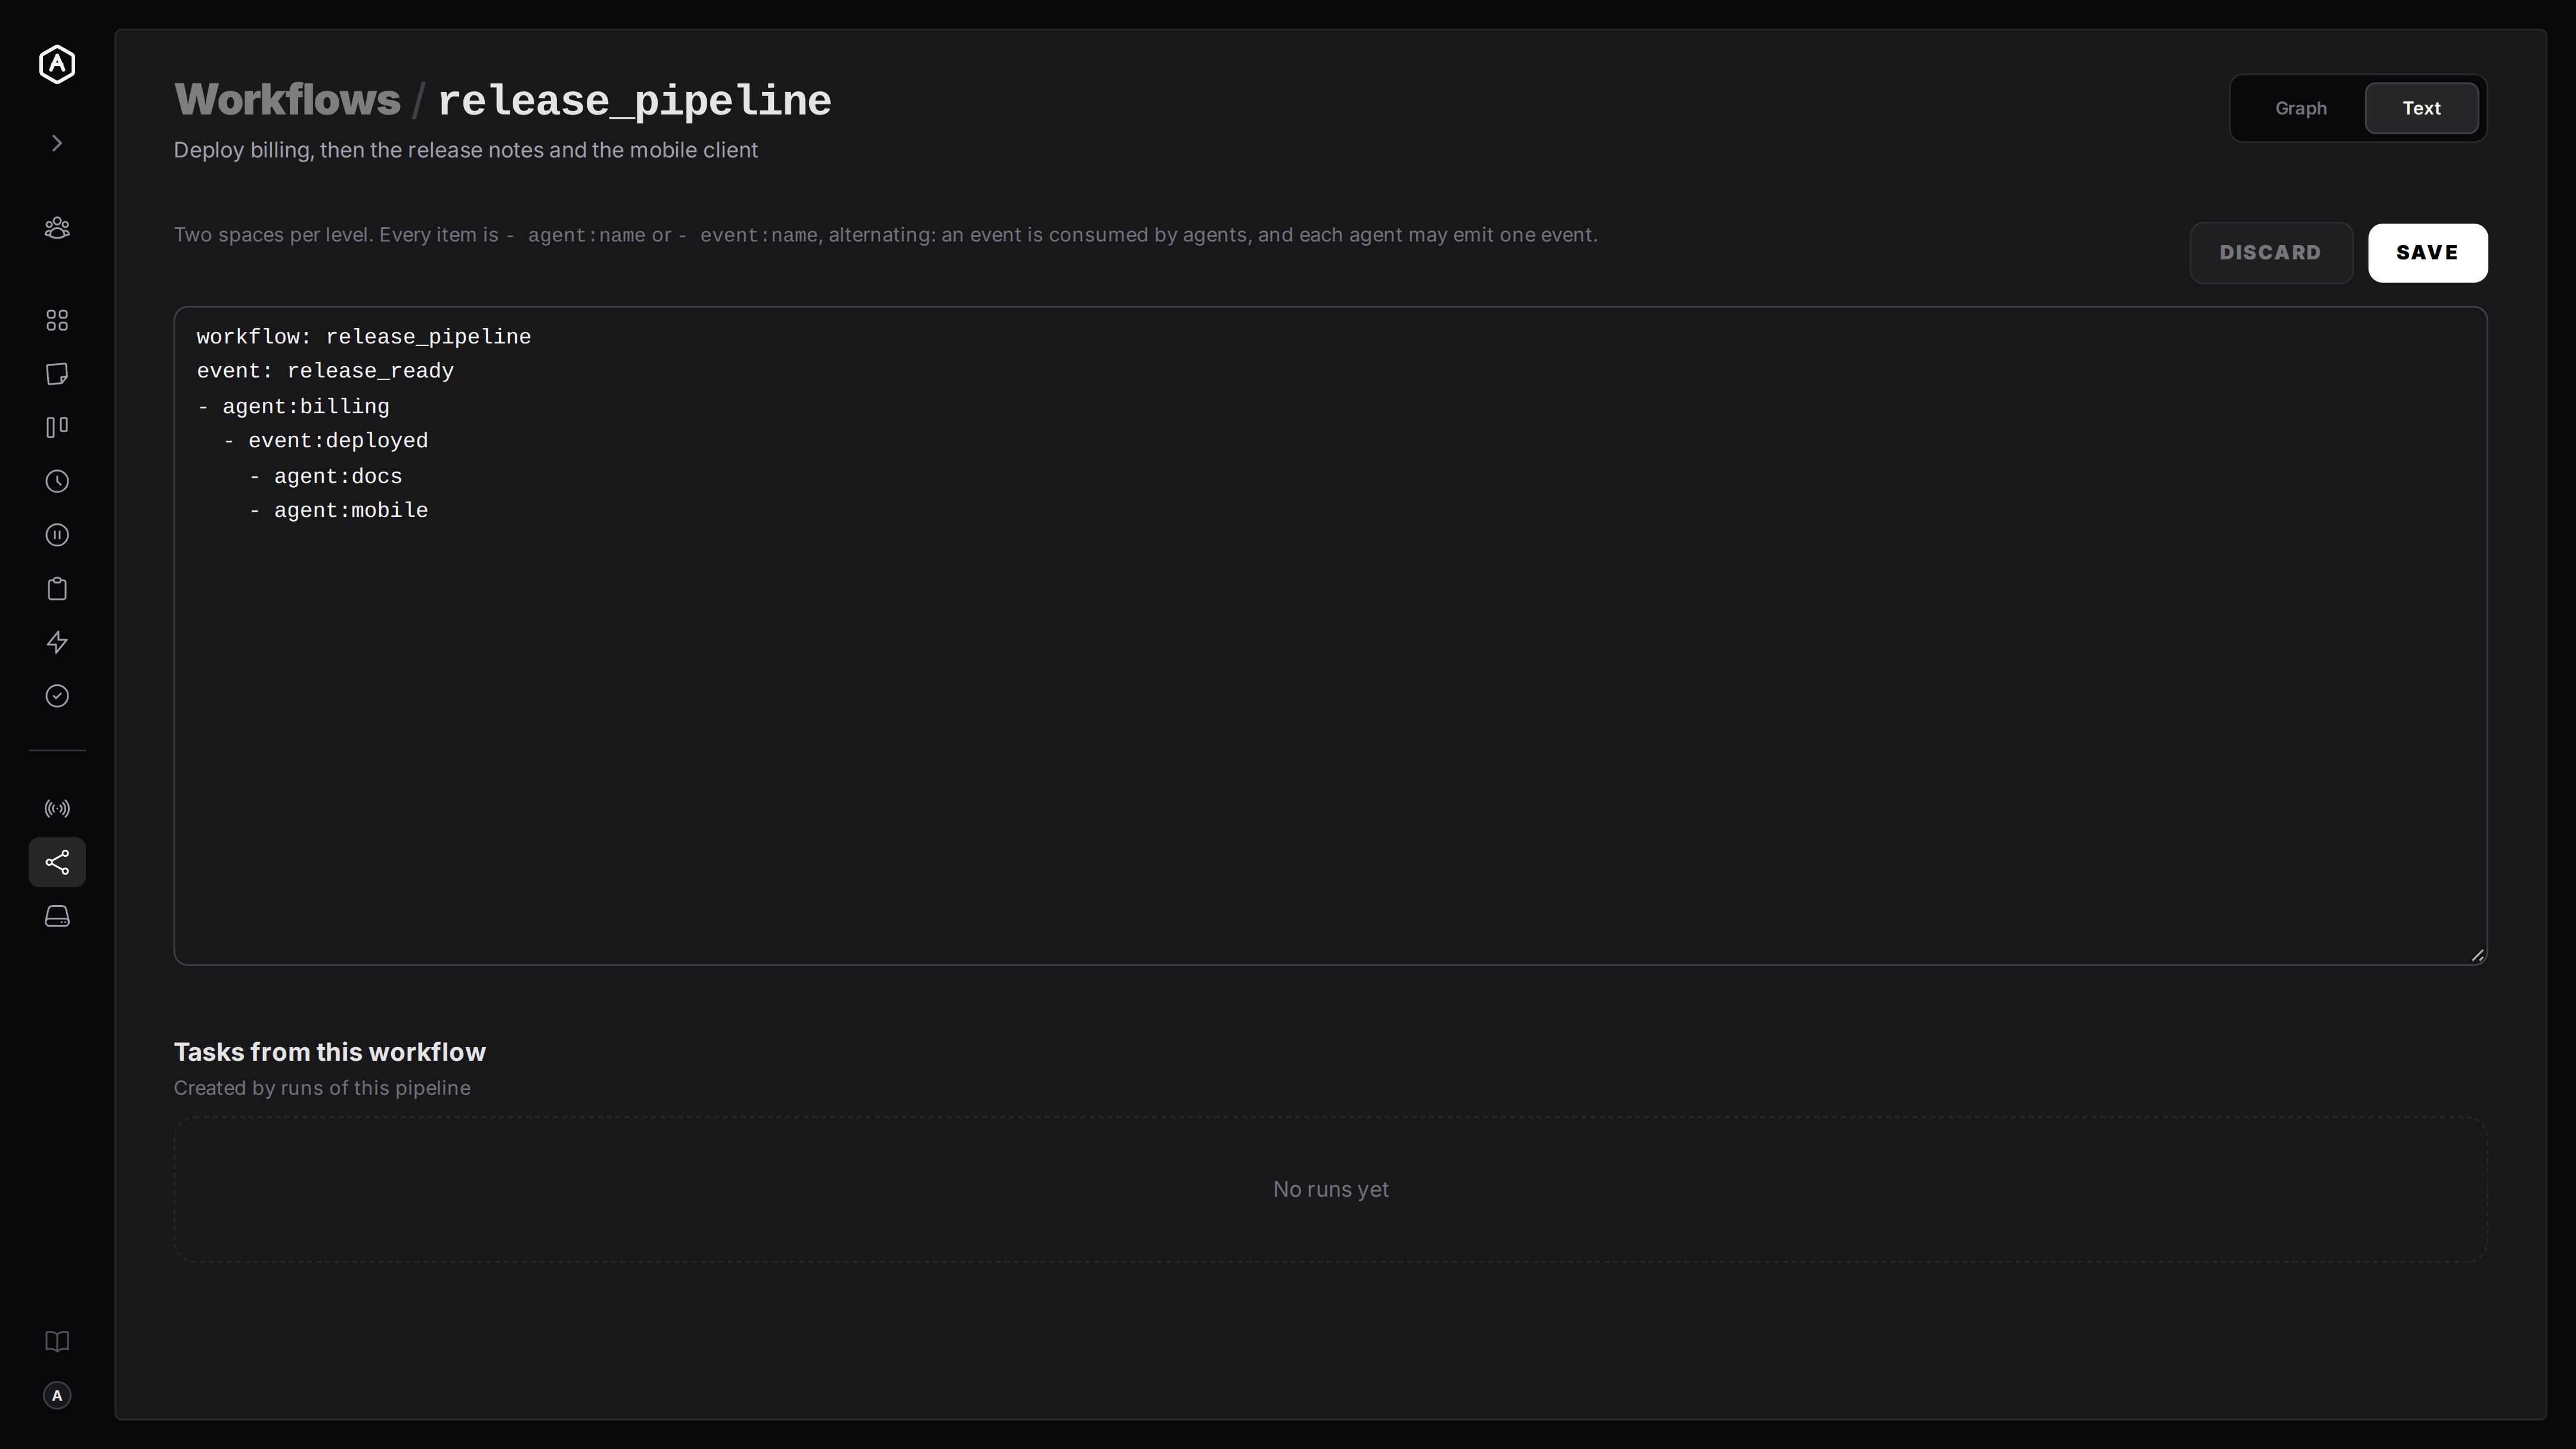 Workflows / release_pipeline
Graph
Text
Deploy billing, then the release notes and the mobile client
Two spaces per level. Every item is - agent:name or - event:name, alternating: an event is consumed by agents, and each agent may emit one event.
DISCARD
SAVE
workflow: release_pipeline
event: release_ready
- agent:billing
  - event:deployed
    - agent:docs
    - agent:mobile
Tasks from this workflow
Created by runs of this pipeline
No runs yet
A